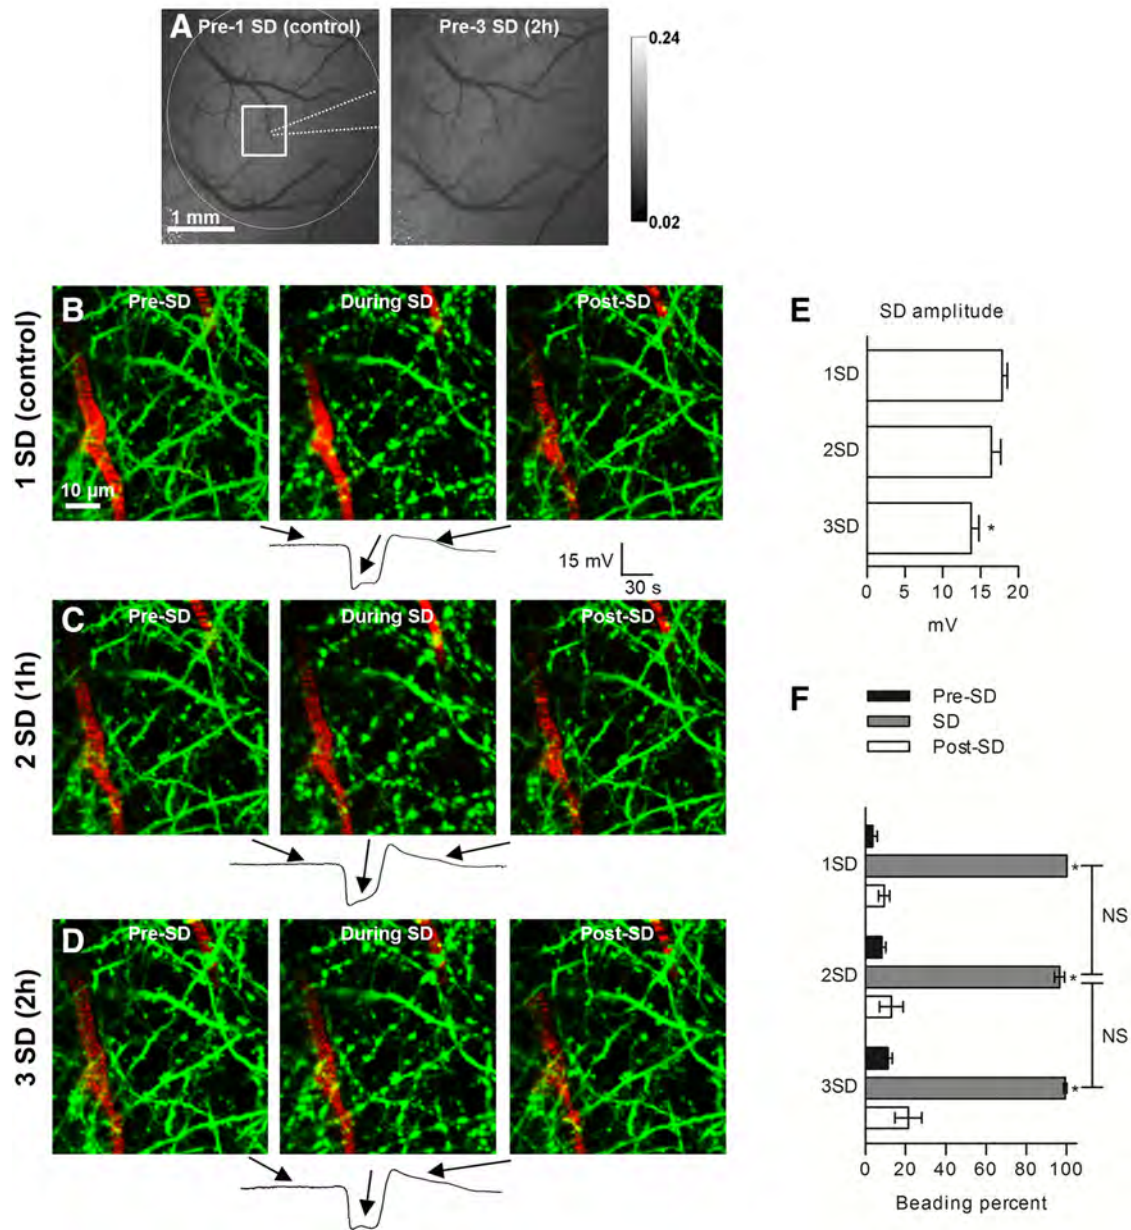 A
Pre-1 SD (control)
Pre-3 SD (2h)
0.24
0.02
1 mm
1 SD (control)
B
Pre-SD
During SD
Post-SD
10 µm
15 mV
30 s
2 SD (1h)
C
Pre-SD
During SD
Post-SD
3 SD (2h)
D
Pre-SD
During SD
Post-SD
E
SD amplitude
1SD
2SD
3SD
*
0 5 10 15 20
mV
F
Pre-SD
SD
Post-SD
1SD
*
NS
2SD
*
NS
3SD
*
0 20 40 60 80 100
Beading percent